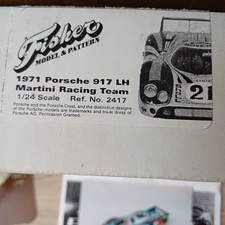 Fisher
MODEL & PATTERN
1971 Porsche 917 LH
Martini Racing Team
1/24 Scale Ref. No. 2417
Porsche and the Porsche Crest, and the distinctive designs
of the Porsche models are trademarks and trade dress of
Porsche AG. Permission Granted.
21